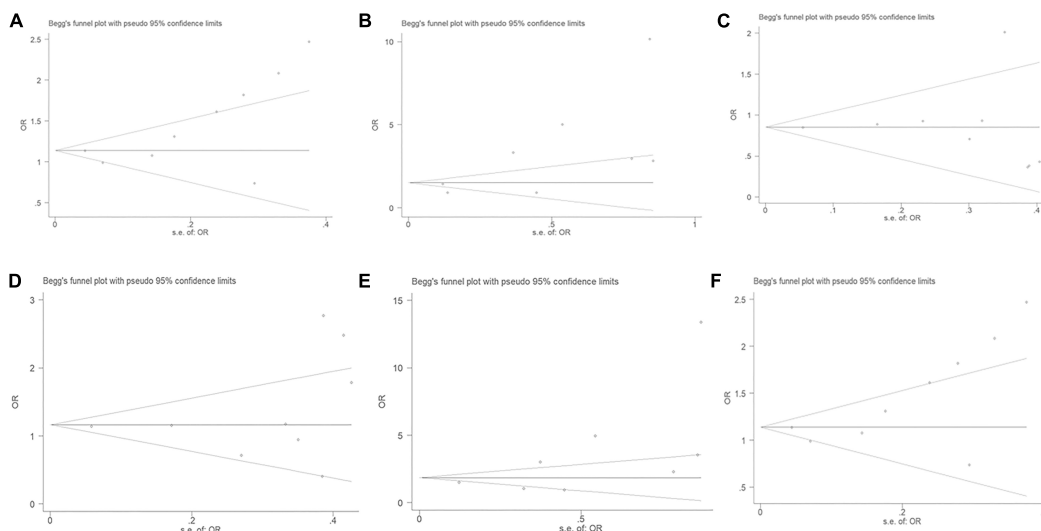 A
Begg's funnel plot with pseudo 95% confidence limits
2.5
2
1.5
1
.5
OR
0
.2
.4
s.e. of: OR
B
Begg's funnel plot with pseudo 95% confidence limits
10
5
0
OR
0
.5
1
s.e. of: OR
C
Begg's funnel plot with pseudo 95% confidence limits
2
1.5
1
.5
0
OR
0
.1
.2
.3
.4
s.e. of: OR
D
Begg's funnel plot with pseudo 95% confidence limits
3
2
1
0
OR
0
.2
.4
s.e. of: OR
E
Begg's funnel plot with pseudo 95% confidence limits
15
10
5
0
OR
0
.5
s.e. of: OR
F
Begg's funnel plot with pseudo 95% confidence limits
2.5
2
1.5
1
.5
OR
0
.2
s.e. of: OR